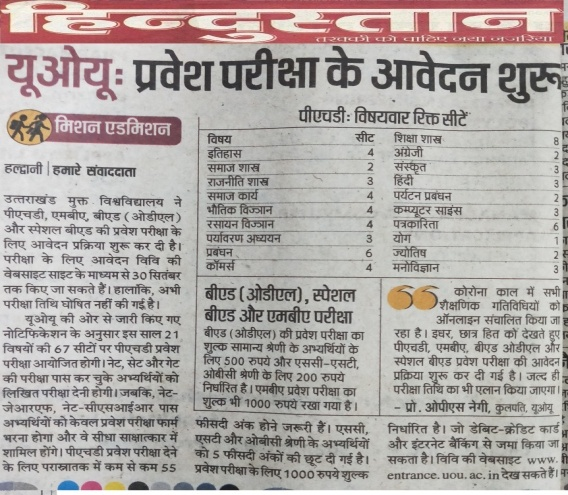 हिन्दुस्तान
तरक्की को चाहिए नया नजरिया
यूओयू: प्रवेश परीक्षा के आवेदन शुरू
मिशन एडमिशन
हल्द्वानी | हमारे संवाददाता
उत्तराखंड मुक्त विश्वविद्यालय ने
पीएचडी, एमबीए, बीएड (ओडीएल)
और स्पेशल बीएड की प्रवेश परीक्षा के
लिए आवेदन प्रक्रिया शुरू कर दी है।
परीक्षा के लिए आवेदन विवि की
वेबसाइट साइट के माध्यम से 30 सितंबर
तक किए जा सकते हैं। हालांकि, अभी
परीक्षा तिथि घोषित नहीं की गई है।
यूओयू की ओर से जारी किए गए
नोटिफिकेशन के अनुसार इस साल 21
विषयों की 67 सीटों पर पीएचडी प्रवेश
परीक्षा आयोजित होगी। नेट, सेट और गेट
की परीक्षा पास कर चुके अभ्यर्थियों को
लिखित परीक्षा देनी होगी। जबकि, नेट-
जेआरएफ, नेट-सीएसआईआर पास
अभ्यर्थियों को केवल प्रवेश परीक्षा फार्म
भरना होगा और वे सीधा साक्षात्कार में
शामिल होंगे। पीएचडी प्रवेश परीक्षा देने
के लिए परास्नातक में कम से कम 55
पीएचडी: विषयवार रिक्त सीटें
विषय सीट
इतिहास 4
समाज शास्त्र 2
राजनीति शास्त्र 3
समाज कार्य 4
भौतिक विज्ञान 4
रसायन विज्ञान 4
पर्यावरण अध्ययन 3
प्रबंधन 6
कॉमर्स 4
शिक्षा शास्त्र 8
अंग्रेजी 2
संस्कृत 3
हिंदी 3
पर्यटन प्रबंधन 2
कम्प्यूटर साइंस 3
पत्रकारिता 6
योग 1
ज्योतिष 2
मनोविज्ञान 3
बीएड (ओडीएल), स्पेशल
बीएड और एमबीए परीक्षा
बीएड (ओडीएल) की प्रवेश परीक्षा का
शुल्क सामान्य श्रेणी के अभ्यर्थियों के
लिए 500 रुपये और एससी-एसटी,
ओबीसी श्रेणी के लिए 200 रुपये
निर्धारित है। एमबीए प्रवेश परीक्षा का
शुल्क भी 1000 रुपये रखा गया है।
फीसदी अंक होने जरूरी हैं। एससी,
एसटी और ओबीसी श्रेणी के अभ्यर्थियों
को 5 फीसदी अंकों की छूट दी गई है।
प्रवेश परीक्षा के लिए 1000 रुपये शुल्क
कोरोना काल में सभी
शैक्षणिक गतिविधियों को
ऑनलाइन संचालित किया जा
रहा है। इधर, छात्र हित को देखते हुए
पीएचडी, एमबीए, बीएड ओडीएल और
स्पेशल बीएड प्रवेश परीक्षा की आवेदन
प्रक्रिया शुरू कर दी गई है। जल्द ही
परीक्षा तिथि का भी एलान किया जाएगा।
- प्रो. ओपीएस नेगी, कुलपति, यूओयू
निर्धारित है। जो डेबिट-क्रेडिट कार्ड
और इंटरनेट बैंकिंग से जमा किया जा
सकता है। विवि की वेबसाइट www.
entrance.uou.ac.in देख सकते हैं।